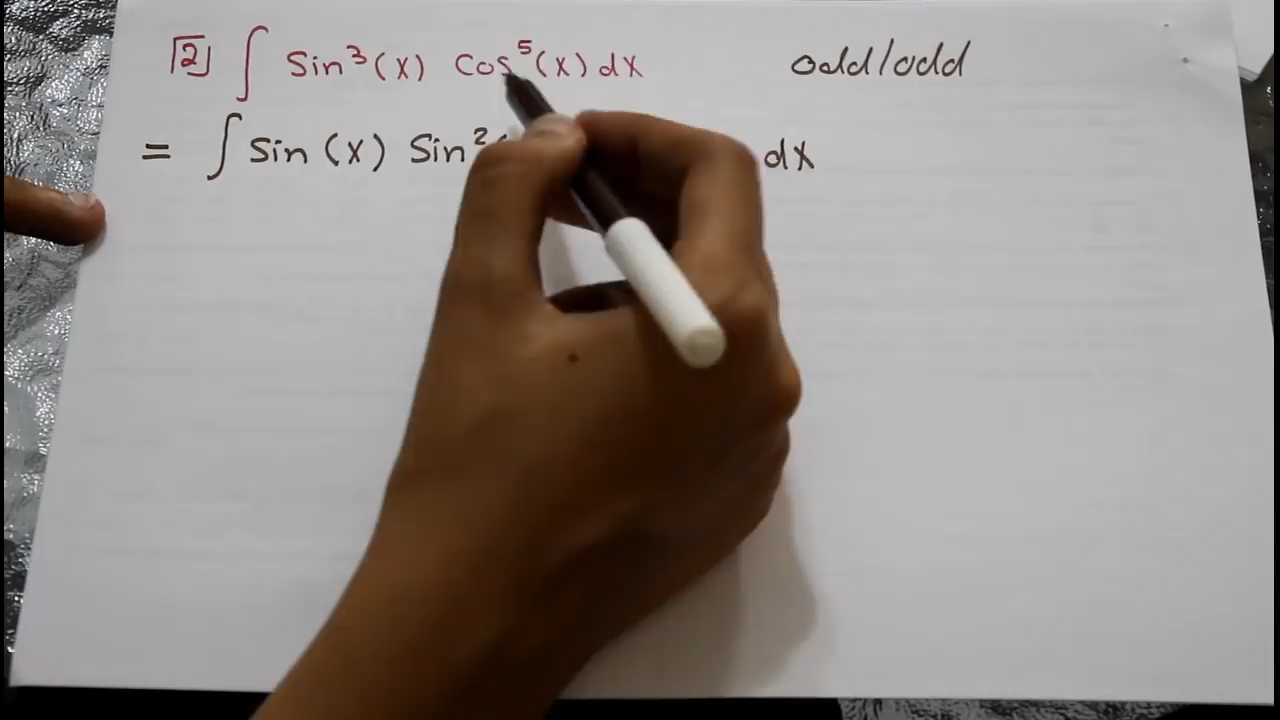 [2] ∫ Sin³(x) Cos⁵(x) dx odd/odd
= ∫ Sin (x) Sin² dx